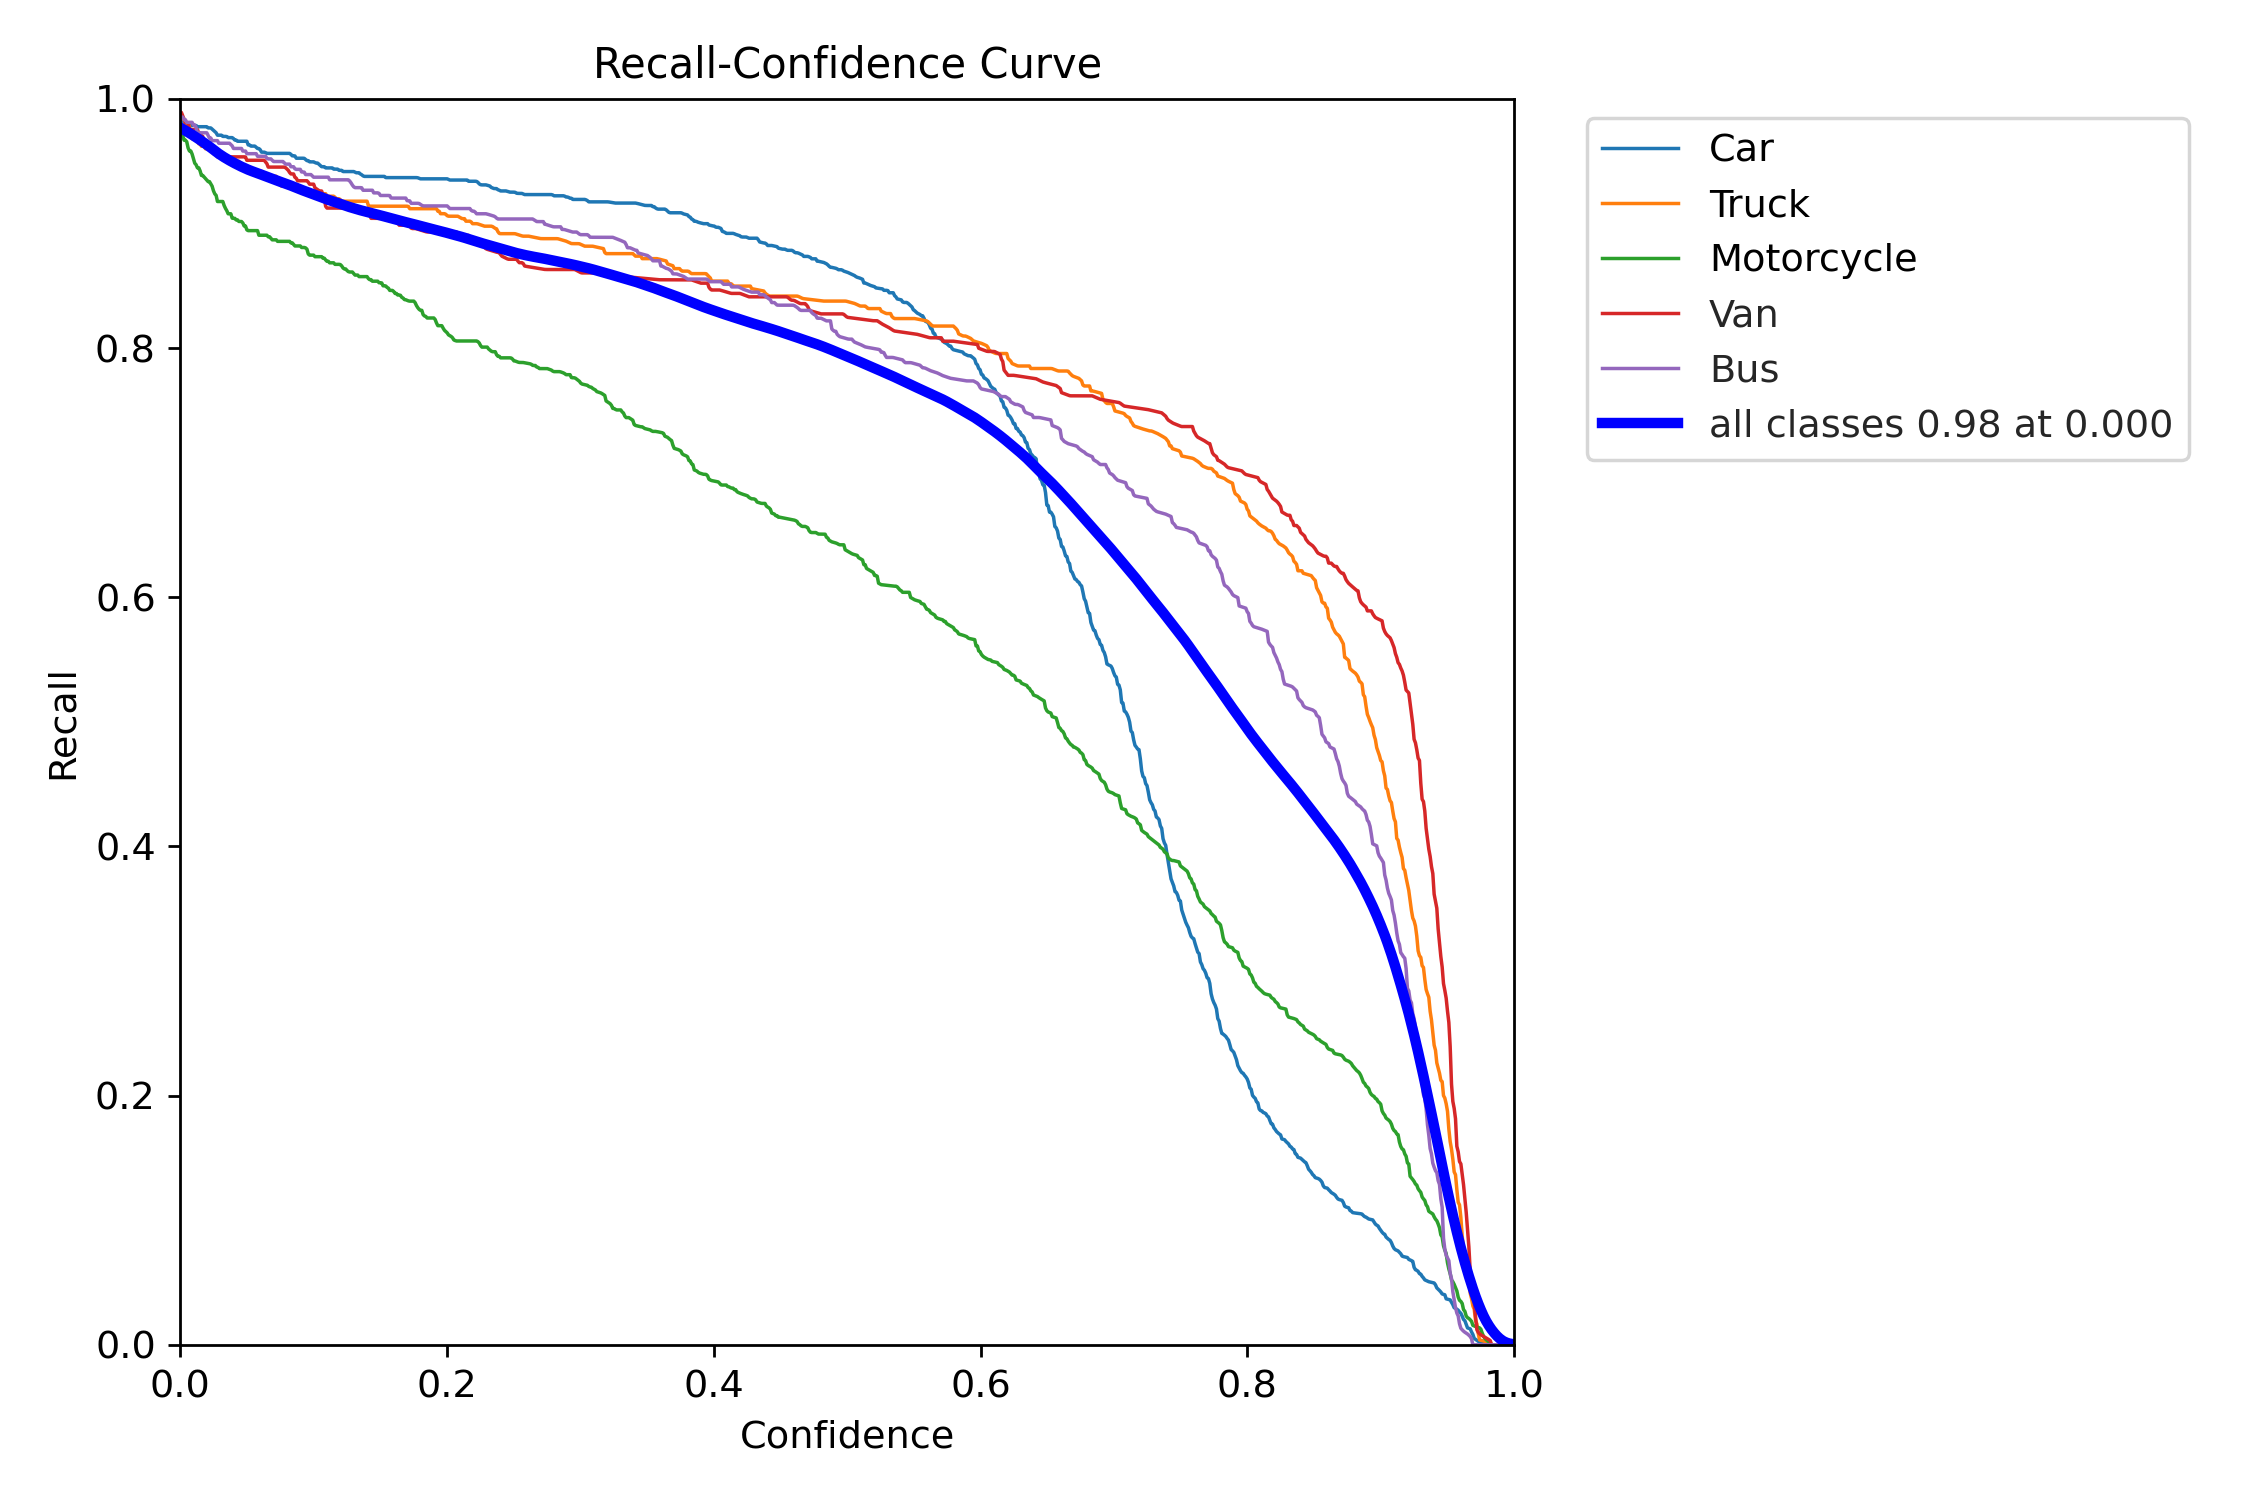 Recall-Confidence Curve
1.0
0.8
0.6
0.4
0.2
0.0
Recall
0.0 0.2 0.4 0.6 0.8 1.0
Confidence
Car
Truck
Motorcycle
Van
Bus
all classes 0.98 at 0.000